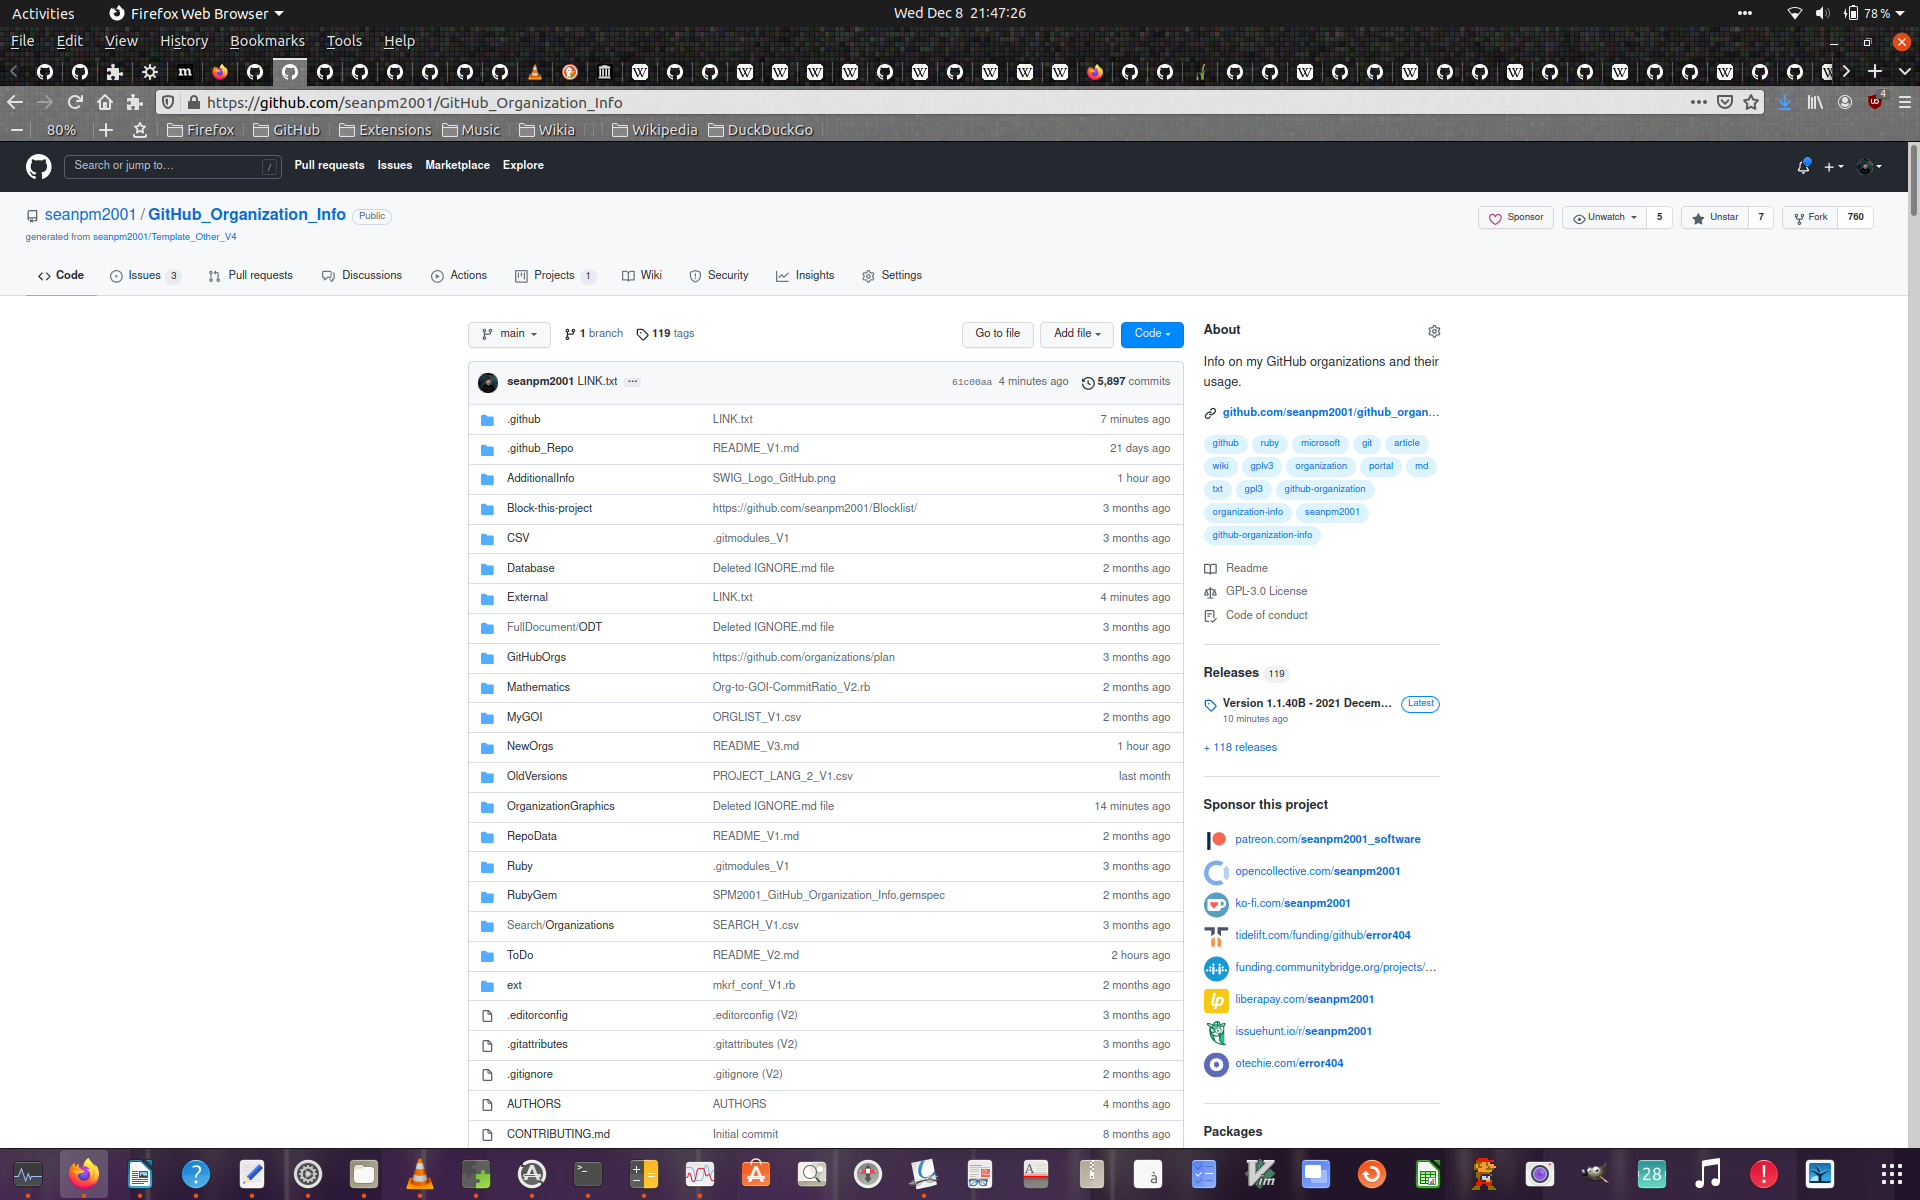 Activities Firefox Web Browser Wed Dec 8 21:47:26 78 %
File Edit View History Bookmarks Tools Help
https://github.com/seanpm2001/GitHub_Organization_Info 4
80% Firefox GitHub Extensions Music Wikia Wikipedia DuckDuckGo
Search or jump to... / Pull requests Issues Marketplace Explore
seanpm2001 / GitHub_Organization_Info Public Sponsor Unwatch 5 Unstar 7 Fork 760
generated from seanpm2001/Template_Other_V4
Code Issues 3 Pull requests Discussions Actions Projects 1 Wiki Security Insights Settings
main 1 branch 119 tags Go to file Add file Code
seanpm2001 LINK.txt ... 61c00aa 4 minutes ago 5,897 commits
.github LINK.txt 7 minutes ago
.github_Repo README_V1.md 21 days ago
AdditionalInfo SWIG_Logo_GitHub.png 1 hour ago
Block-this-project https://github.com/seanpm2001/Blocklist/ 3 months ago
CSV .gitmodules_V1 3 months ago
Database Deleted IGNORE.md file 2 months ago
External LINK.txt 4 minutes ago
FullDocument/ODT Deleted IGNORE.md file 3 months ago
GitHubOrgs https://github.com/organizations/plan 3 months ago
Mathematics Org-to-GOI-CommitRatio_V2.rb 2 months ago
MyGOI ORGLIST_V1.csv 2 months ago
NewOrgs README_V3.md 1 hour ago
OldVersions PROJECT_LANG_2_V1.csv last month
OrganizationGraphics Deleted IGNORE.md file 14 minutes ago
RepoData README_V1.md 2 months ago
Ruby .gitmodules_V1 3 months ago
RubyGem SPM2001_GitHub_Organization_Info.gemspec 2 months ago
Search/Organizations SEARCH_V1.csv 3 months ago
ToDo README_V2.md 2 hours ago
ext mkrf_conf_V1.rb 2 months ago
.editorconfig .editorconfig (V2) 3 months ago
.gitattributes .gitattributes (V2) 3 months ago
.gitignore .gitignore (V2) 2 months ago
AUTHORS AUTHORS 4 months ago
CONTRIBUTING.md Initial commit 8 months ago
About
Info on my GitHub organizations and their
usage.
github.com/seanpm2001/github_organ...
github ruby microsoft git article
wiki gplv3 organization portal md
txt gpl3 github-organization
organization-info seanpm2001
github-organization-info
Readme
GPL-3.0 License
Code of conduct
Releases 119
Version 1.1.40B - 2021 Decem... Latest
10 minutes ago
+ 118 releases
Sponsor this project
patreon.com/seanpm2001_software
opencollective.com/seanpm2001
ko-fi.com/seanpm2001
tidelift.com/funding/github/error404
funding.communitybridge.org/projects/...
liberapay.com/seanpm2001
issuehunt.io/r/seanpm2001
otechie.com/error404
Packages
28